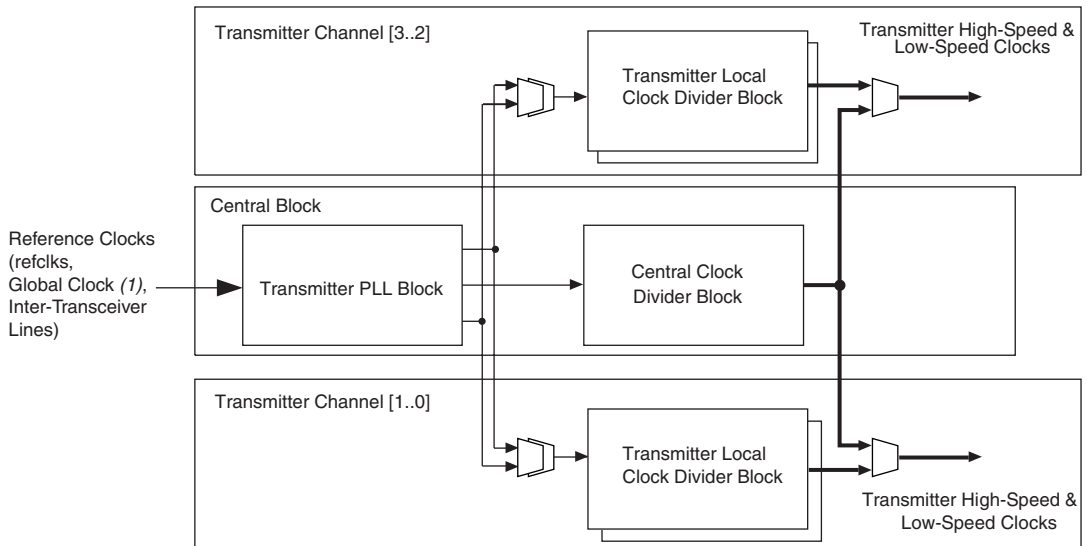 Transmitter Channel [3..2]
Transmitter High-Speed &
Low-Speed Clocks
Transmitter Local
Clock Divider Block
Central Block
Reference Clocks
(refclks,
Global Clock (1),
Inter-Transceiver
Lines)
Transmitter PLL Block
Central Clock
Divider Block
Transmitter Channel [1..0]
Transmitter Local
Clock Divider Block
Transmitter High-Speed &
Low-Speed Clocks